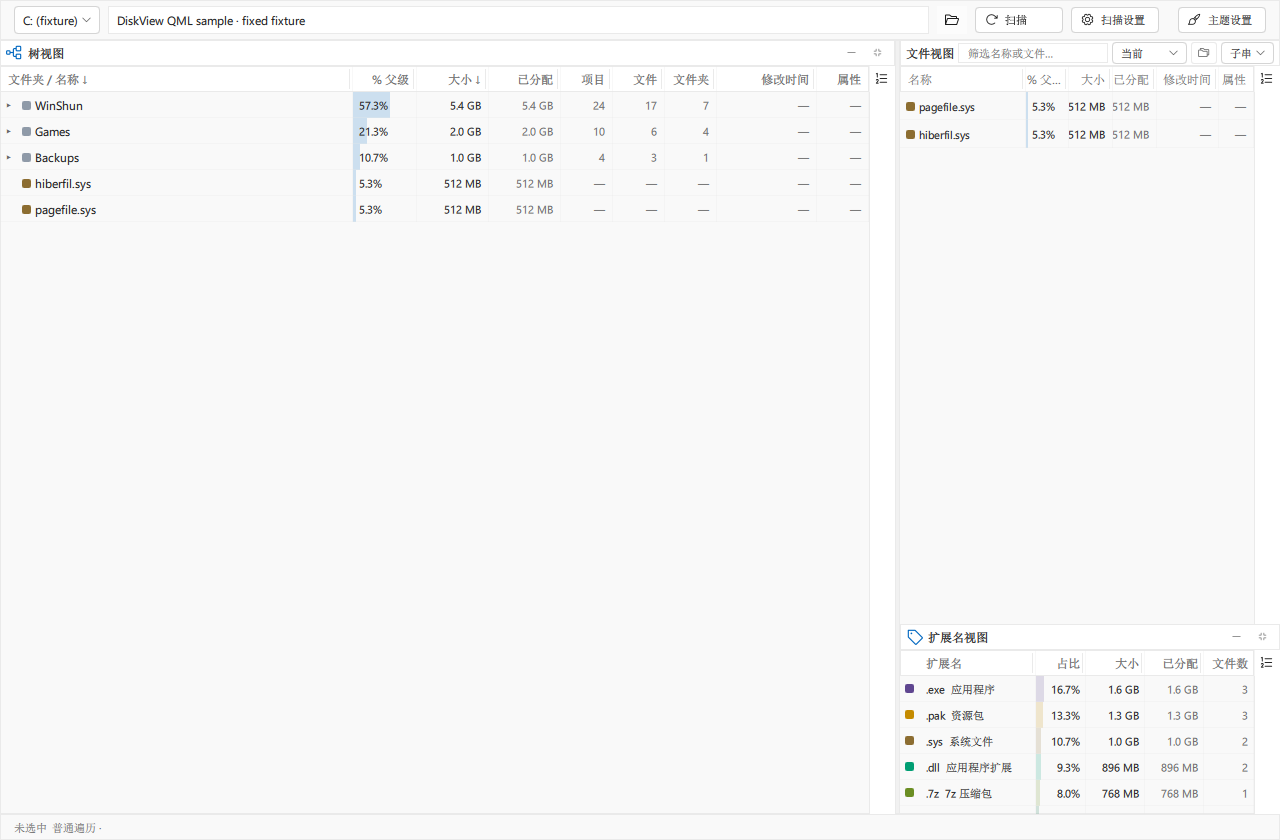 C: (fixture) DiskView QML sample · fixed fixture 扫描 扫描设置 主题设置
树视图
文件夹 / 名称 ↓ % 父级 大小 ↓ 已分配 项目 文件 文件夹 修改时间 属性
WinShun 57.3% 5.4 GB 5.4 GB 24 17 7 — —
Games 21.3% 2.0 GB 2.0 GB 10 6 4 — —
Backups 10.7% 1.0 GB 1.0 GB 4 3 1 — —
hiberfil.sys 5.3% 512 MB 512 MB — — — — —
pagefile.sys 5.3% 512 MB 512 MB — — — — —
文件视图 筛选名称或文件... 当前 子串
名称 % 父... 大小 已分配 修改时间 属性
pagefile.sys 5.3% 512 MB 512 MB — —
hiberfil.sys 5.3% 512 MB 512 MB — —
扩展名视图
扩展名 占比 大小 已分配 文件数
.exe 应用程序 16.7% 1.6 GB 1.6 GB 3
.pak 资源包 13.3% 1.3 GB 1.3 GB 3
.sys 系统文件 10.7% 1.0 GB 1.0 GB 2
.dll 应用程序扩展 9.3% 896 MB 896 MB 2
.7z 7z 压缩包 8.0% 768 MB 768 MB 1
未选中 普通遍历 ·